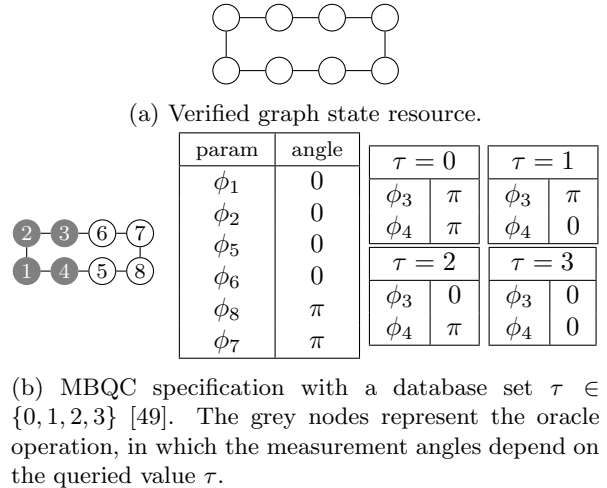 (a) Verified graph state resource.
2 3 6 7
1 4 5 8
param angle
ϕ₁ 0
ϕ₂ 0
ϕ₅ 0
ϕ₆ 0
ϕ₈ π
ϕ₇ π
τ = 0
ϕ₃ π
ϕ₄ π
τ = 1
ϕ₃ π
ϕ₄ 0
τ = 2
ϕ₃ 0
ϕ₄ π
τ = 3
ϕ₃ 0
ϕ₄ 0
(b) MBQC specification with a database set τ ∈
{0, 1, 2, 3} [49]. The grey nodes represent the oracle
operation, in which the measurement angles depend on
the queried value τ.